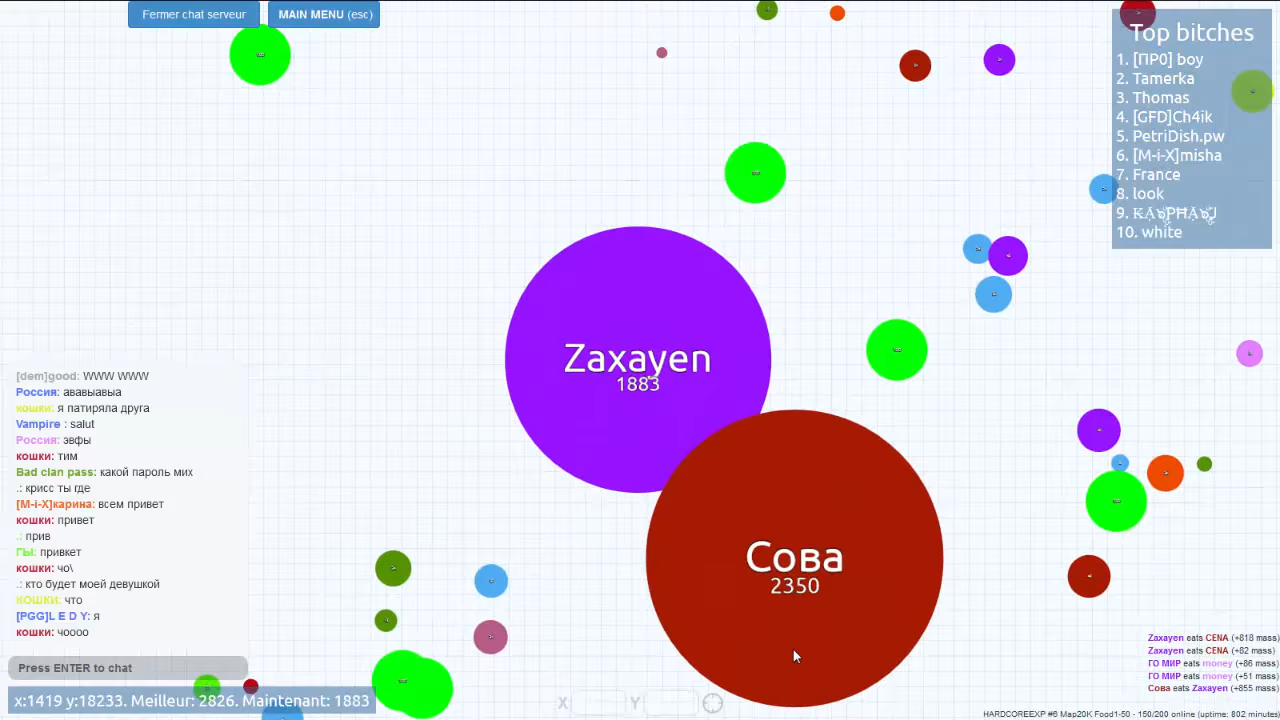 Fermer chat serveur
MAIN MENU (esc)
Top bitches
1. [ПP0] boy
2. Tamerka
3. Thomas
4. [GFD]Ch4ik
5. PetriDish.pw
6. [M-i-X]misha
7. France
8. look
9.
10. white
Zaxayen
1883
Сова
2350
[dem]good: WWW WWW
Россия: ававыавыа
кошки: я патиряла друга
Vampire : salut
Россия: эвфы
кошки: тим
Bad clan pass: какой пароль мих
.: крисс ты где
[M-i-X]карина: всем привет
кошки: привет
.: прив
ГЫ: привкет
кошки: чо\
.: кто будет моей девушкой
КОШКИ: что
[PGG]L E D Y: я
кошки: чоооо
Press ENTER to chat
x:1419 y:18233. Meilleur: 2826. Maintenant: 1883
X
Y
Zaxayen eats CENA (+818 mass)
Zaxayen eats CENA (+82 mass)
ГО МИР eats money (+86 mass)
ГО МИР eats money (+51 mass)
Сова eats Zaxayen (+855 mass)
HARDCOREEXP #6 Map20K Food1-50 - 150/200 online (uptime: 802 minutes)